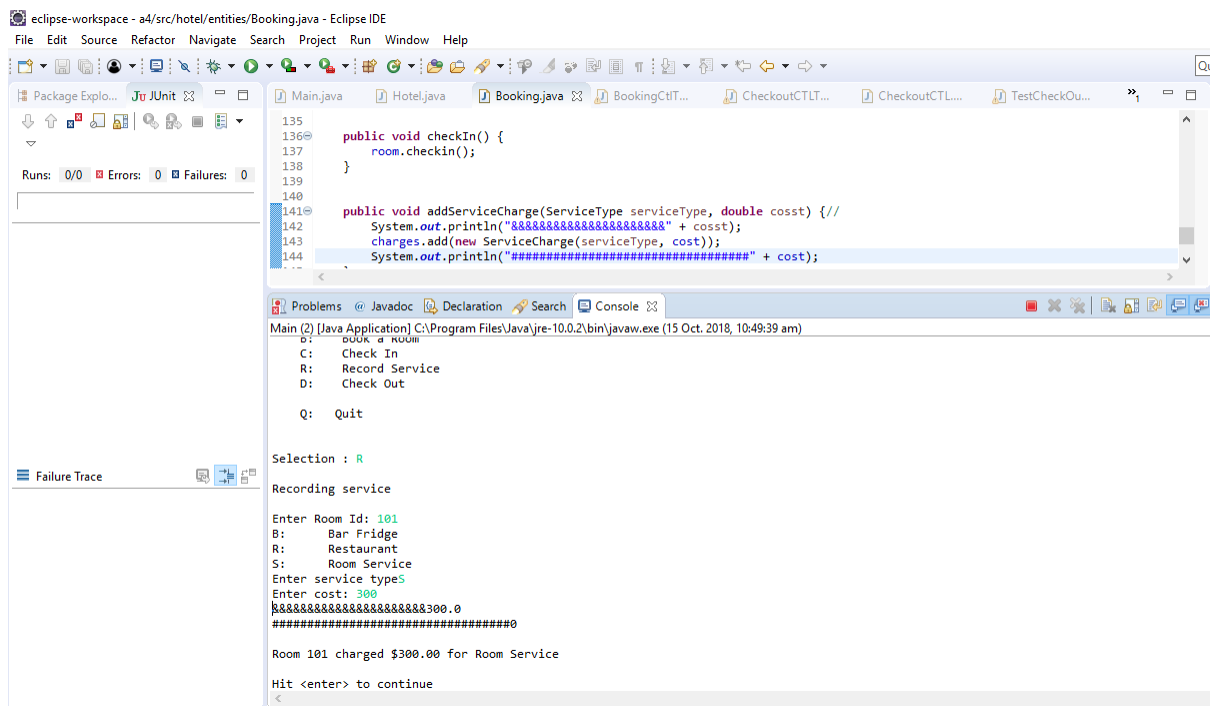 eclipse-workspace - a4/src/hotel/entities/Booking.java - Eclipse IDE
File Edit Source Refactor Navigate Search Project Run Window Help
Qu
Package Explo... JUnit
Main.java Hotel.java Booking.java BookingCtlT... CheckoutCTLT... CheckoutCTL.... TestCheckOu... »1
Runs: 0/0 Errors: 0 Failures: 0
135
136 public void checkIn() {
137 room.checkin();
138 }
139
140
141 public void addServiceCharge(ServiceType serviceType, double cosst) {//
142 System.out.println("&&&&&&&&&&&&&&&&&&&&&&" + cosst);
143 charges.add(new ServiceCharge(serviceType, cost));
144 System.out.println("##################################" + cost);
Problems @ Javadoc Declaration Search Console
Main (2) [Java Application] C:\Program Files\Java\jre-10.0.2\bin\javaw.exe (15 Oct. 2018, 10:49:39 am)
B: Book a Room
C: Check In
R: Record Service
D: Check Out
Q: Quit
Selection : R
Recording service
Enter Room Id: 101
B: Bar Fridge
R: Restaurant
S: Room Service
Enter service typeS
Enter cost: 300
&&&&&&&&&&&&&&&&&&&&&&300.0
##################################0
Room 101 charged $300.00 for Room Service
Hit <enter> to continue
Failure Trace